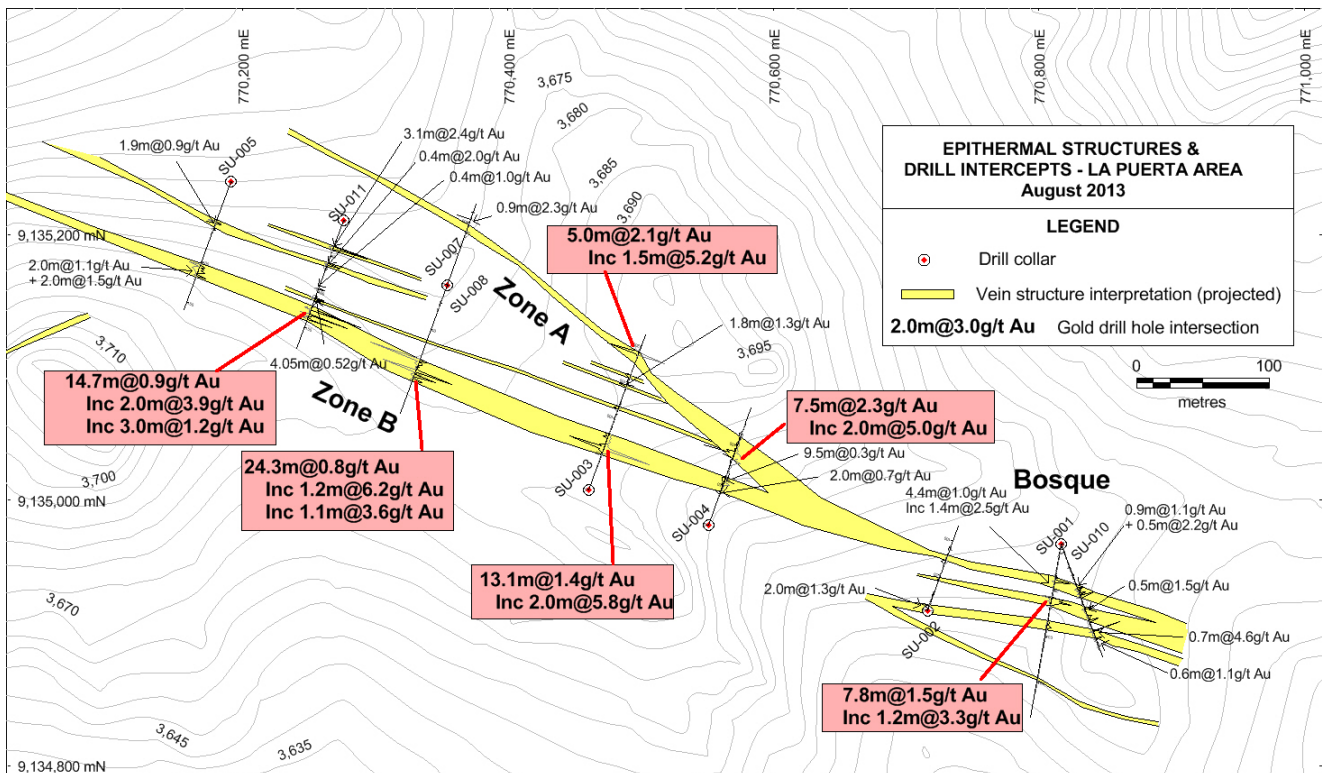 770,200 mE
770,400 mE
770,600 mE
770,800 mE
771,000 mE
3,675
3,680
3,685
3,690
3,695
EPITHERMAL STRUCTURES &
DRILL INTERCEPTS - LA PUERTA AREA
August 2013
LEGEND
Drill collar
Vein structure interpretation (projected)
2.0m@3.0g/t Au Gold drill hole intersection
0 100
metres
1.9m@0.9g/t Au
SU-005
3.1m@2.4g/t Au
0.4m@2.0g/t Au
0.4m@1.0g/t Au
SU-011
0.9m@2.3g/t Au
SU-007
SU-008
9,135,200 mN
2.0m@1.1g/t Au
+ 2.0m@1.5g/t Au
Zone A
5.0m@2.1g/t Au
Inc 1.5m@5.2g/t Au
1.8m@1.3g/t Au
3,710
4.05m@0.52g/t Au
Zone B
14.7m@0.9g/t Au
Inc 2.0m@3.9g/t Au
Inc 3.0m@1.2g/t Au
7.5m@2.3g/t Au
Inc 2.0m@5.0g/t Au
9.5m@0.3g/t Au
2.0m@0.7g/t Au
3,700
24.3m@0.8g/t Au
Inc 1.2m@6.2g/t Au
Inc 1.1m@3.6g/t Au
SU-003
SU-004
9,135,000 mN
Bosque
4.4m@1.0g/t Au
Inc 1.4m@2.5g/t Au
SU-001
SU-010
0.9m@1.1g/t Au
+ 0.5m@2.2g/t Au
13.1m@1.4g/t Au
Inc 2.0m@5.8g/t Au
2.0m@1.3g/t Au
SU-002
0.5m@1.5g/t Au
0.7m@4.6g/t Au
0.6m@1.1g/t Au
7.8m@1.5g/t Au
Inc 1.2m@3.3g/t Au
3,670
3,645
3,635
9,134,800 mN